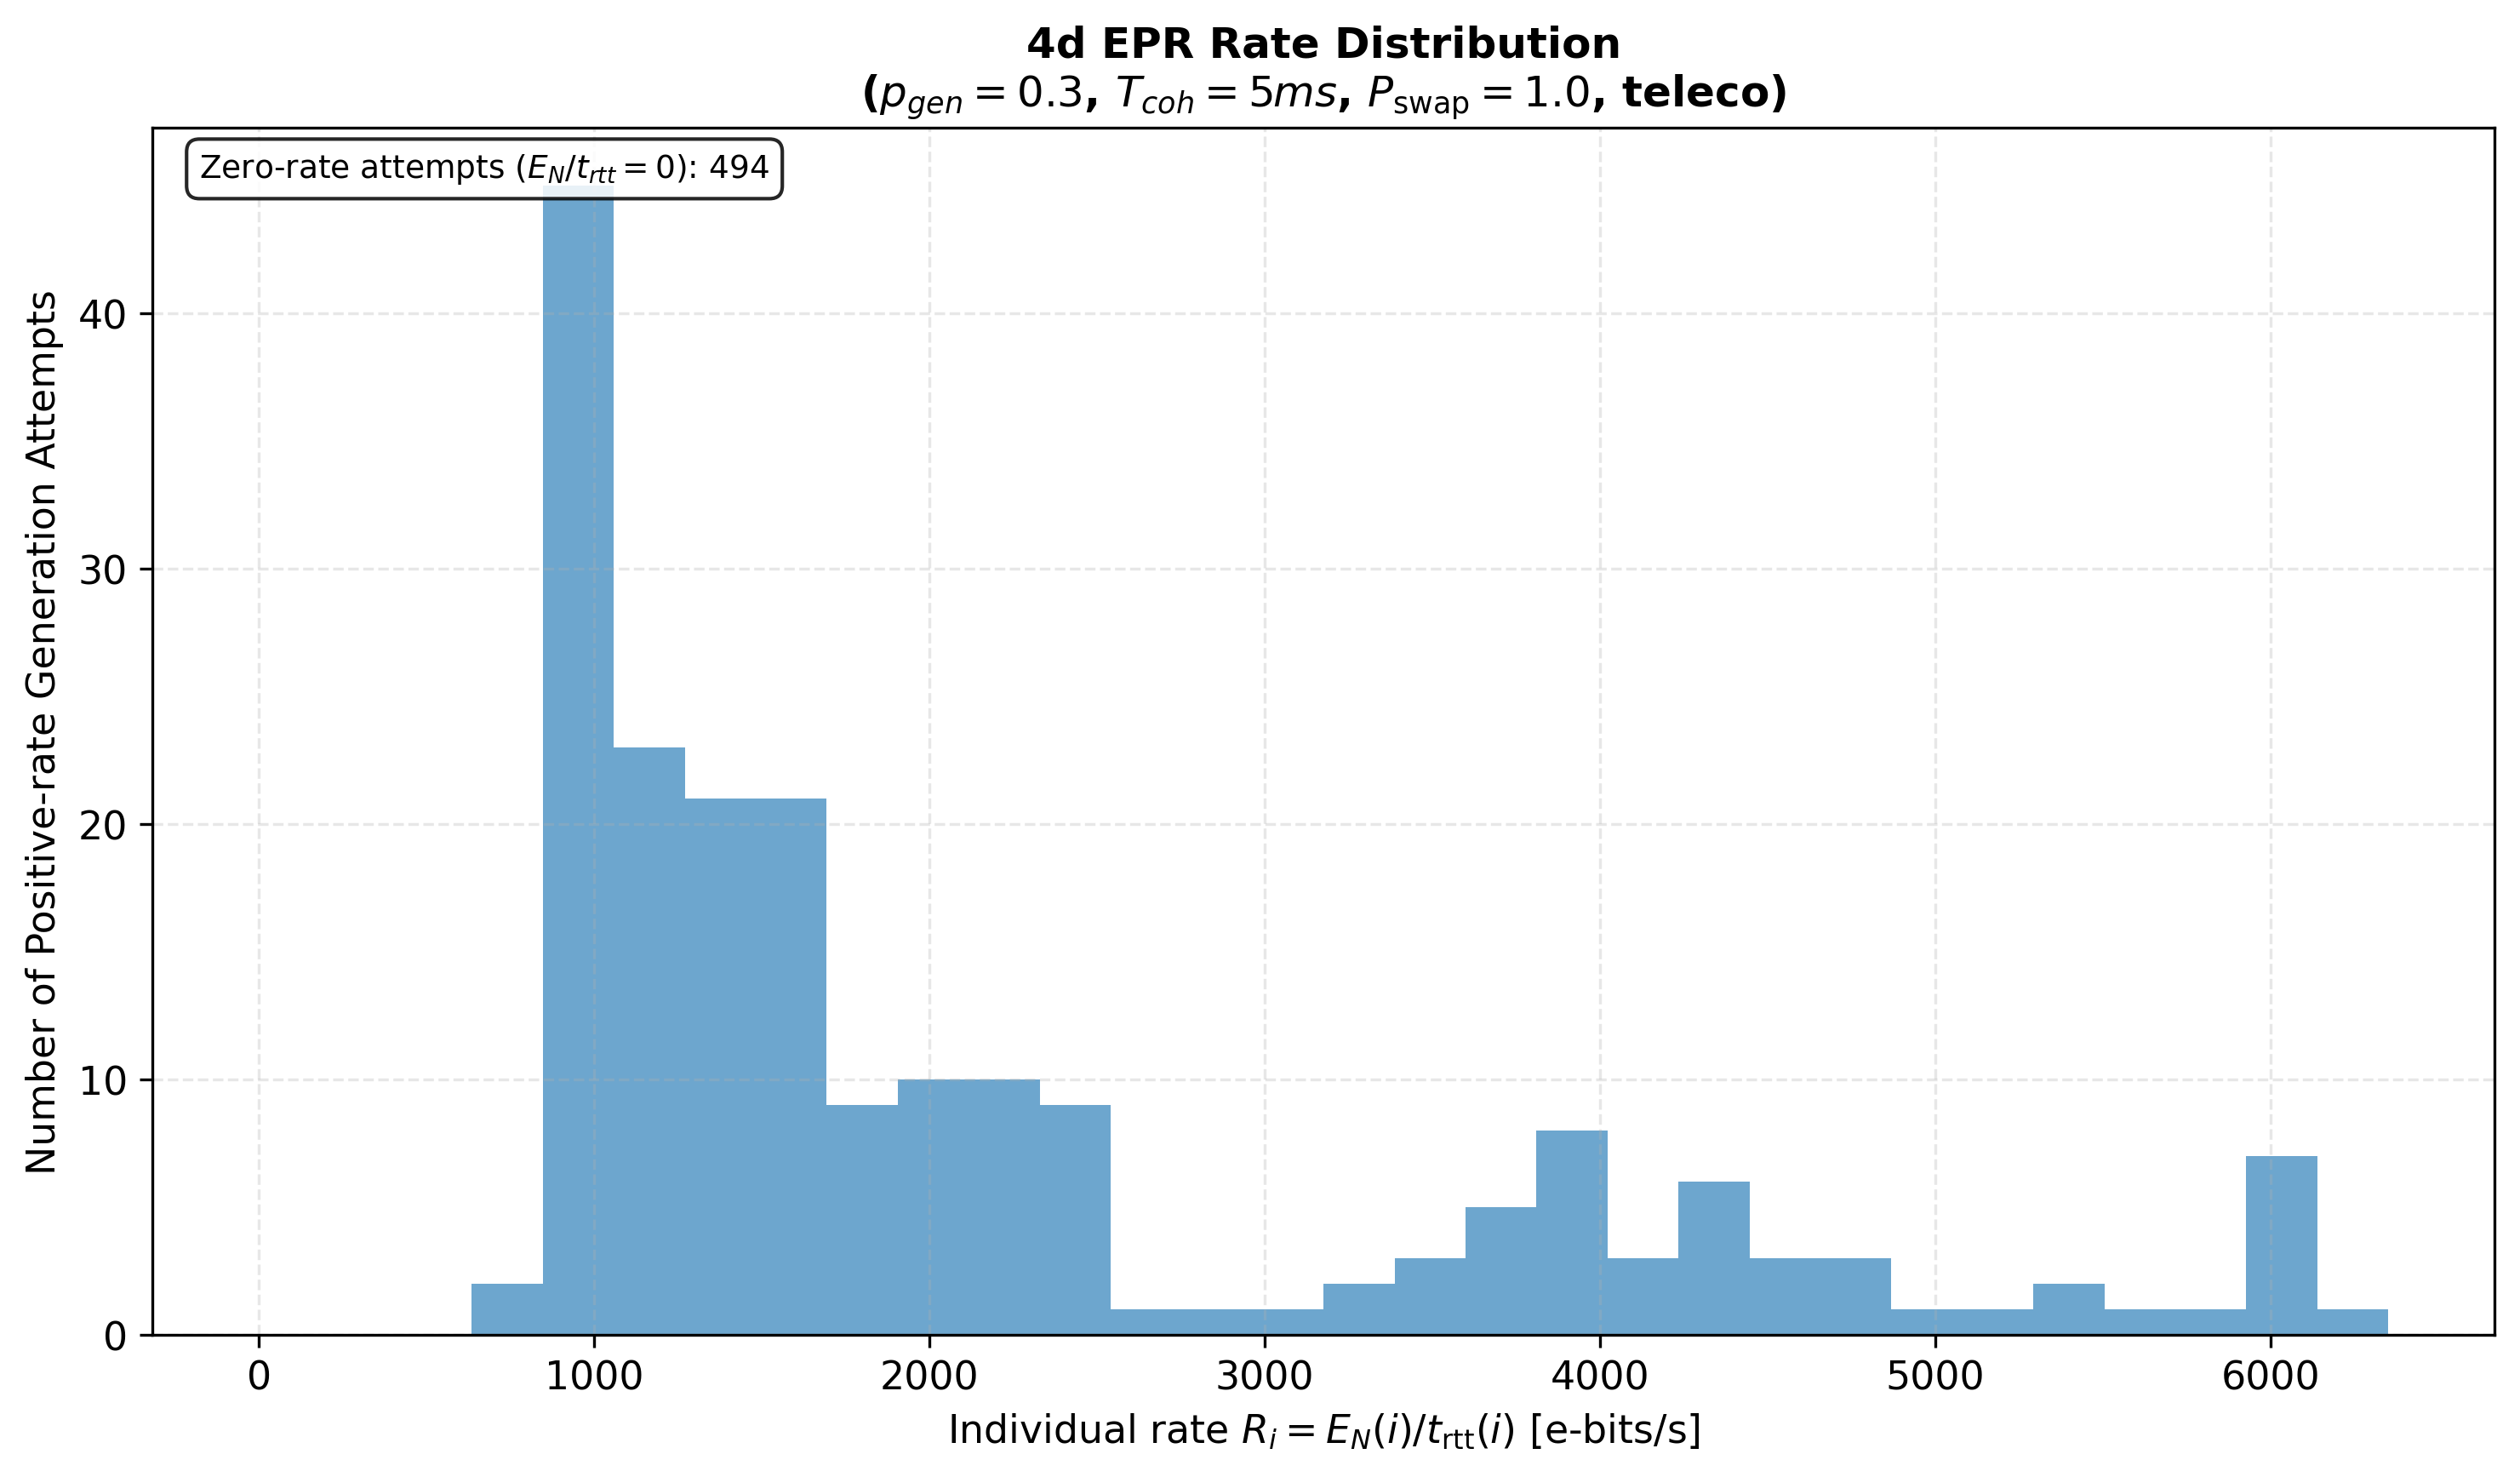 4d EPR Rate Distribution
(p_gen = 0.3, T_coh = 5ms, P_swap = 1.0, teleco)
Zero-rate attempts (E_N/t_rtt = 0): 494
Number of Positive-rate Generation Attempts
40
30
20
10
0
0 1000 2000 3000 4000 5000 6000
Individual rate R_i = E_N(i)/t_rtt(i) [e-bits/s]